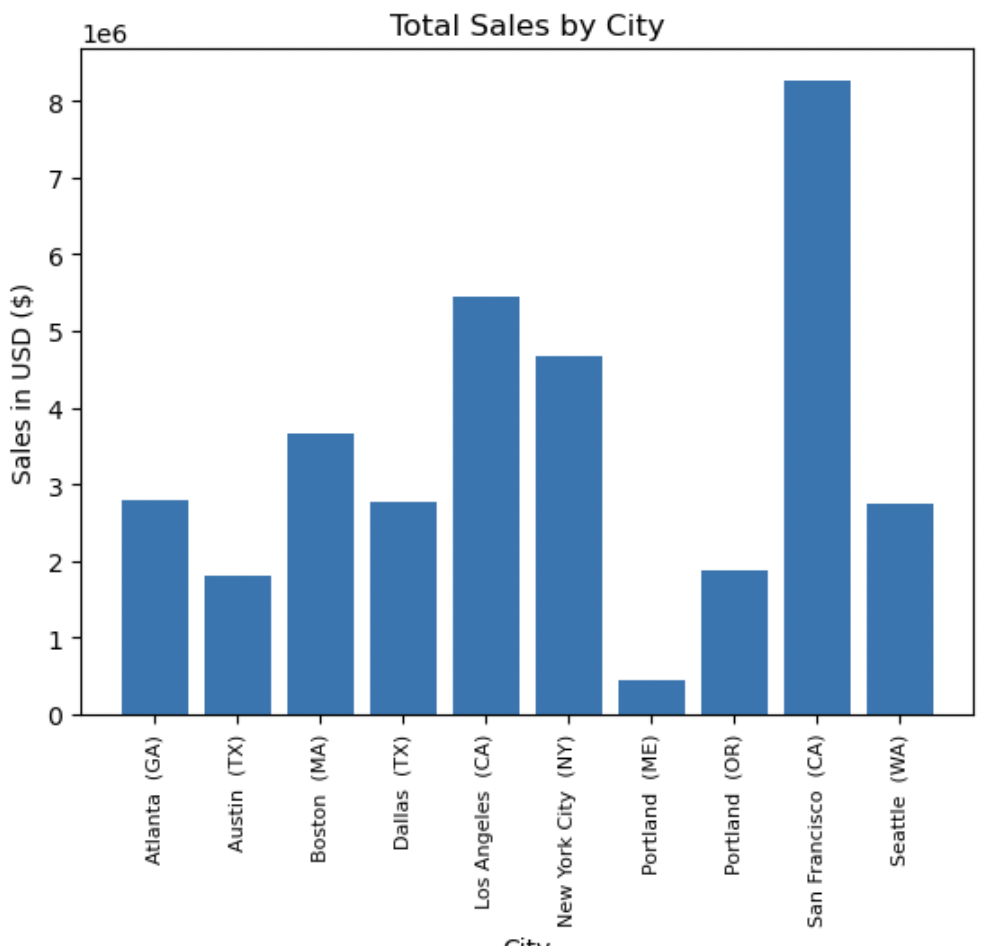 Total Sales by City
1e6
Sales in USD ($)
8
7
6
5
4
3
2
1
0
Atlanta (GA)
Austin (TX)
Boston (MA)
Dallas (TX)
Los Angeles (CA)
New York City (NY)
Portland (ME)
Portland (OR)
San Francisco (CA)
Seattle (WA)
City